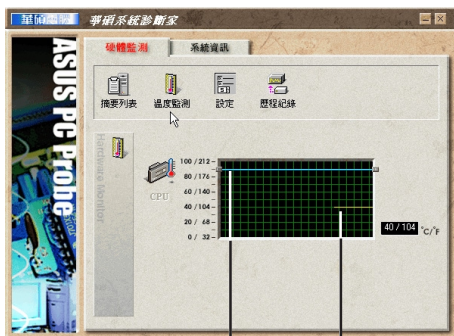 華碩電腦 華碩系統診斷家
硬體監測 系統資訊
ASUS PC Probe
摘要列表 溫度監測 設定 歷程紀錄
Hardware Monitor
CPU
100 / 212
80 / 176
60 / 140
40 / 104
20 / 68
0 / 32
40 / 104 °C/°F